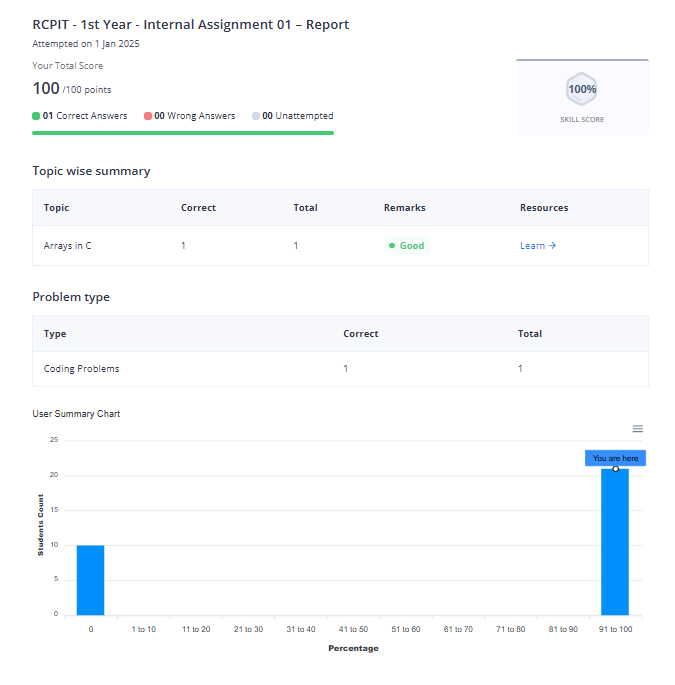 RCPIT - 1st Year - Internal Assignment 01 – Report
Attempted on 1 Jan 2025
Your Total Score
100 /100 points
100%
01 Correct Answers 00 Wrong Answers 00 Unattempted
SKILL SCORE
Topic wise summary
Topic Correct Total Remarks Resources
Arrays in C 1 1 Good Learn →
Problem type
Type Correct Total
Coding Problems 1 1
User Summary Chart
25
You are here
20
15
10
5
0
Students Count
0 1 to 10 11 to 20 21 to 30 31 to 40 41 to 50 51 to 60 61 to 70 71 to 80 81 to 90 91 to 100
Percentage